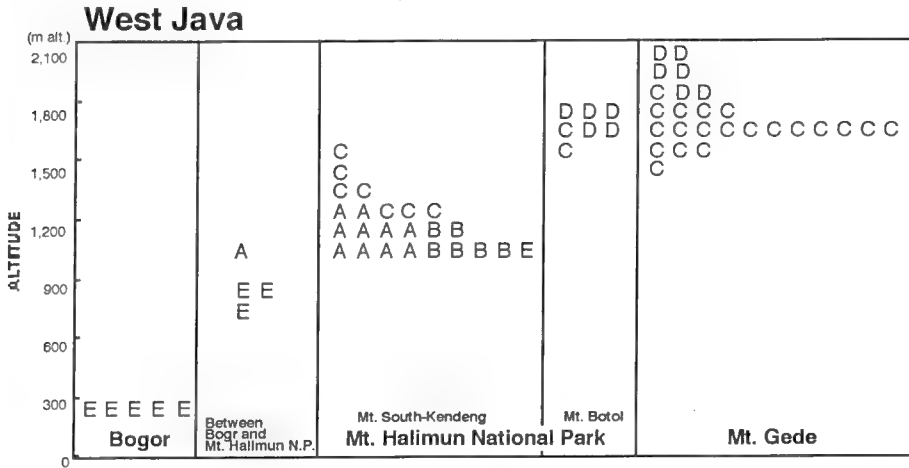 West Java
(m alt.)
2,100
D D
D D
C D D
1,800
D D D
C C C C
C D D
C C C C C C C C C C C
C
C
C C C
1,500
C
C
C C
A A C C C
1,200
A A A A B B
A
A A A A B B B B E
ALTITUDE
900
E E
E
600
300
E E E E E
0
Bogor
Between
Bogr and
Mt. Halimun N.P.
Mt. South-Kendeng
Mt. Botol
Mt. Halimun National Park
Mt. Gede